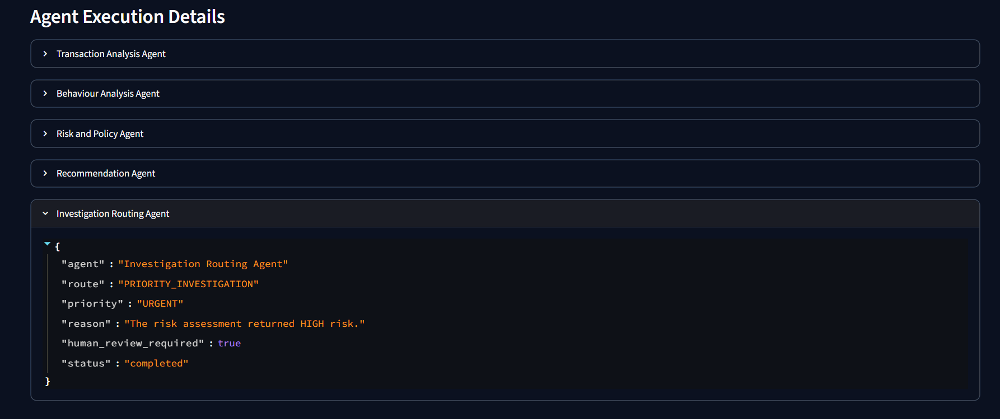 Agent Execution Details
Transaction Analysis Agent
Behaviour Analysis Agent
Risk and Policy Agent
Recommendation Agent
Investigation Routing Agent
{
"agent" : "Investigation Routing Agent"
"route" : "PRIORITY_INVESTIGATION"
"priority" : "URGENT"
"reason" : "The risk assessment returned HIGH risk."
"human_review_required" : true
"status" : "completed"
}